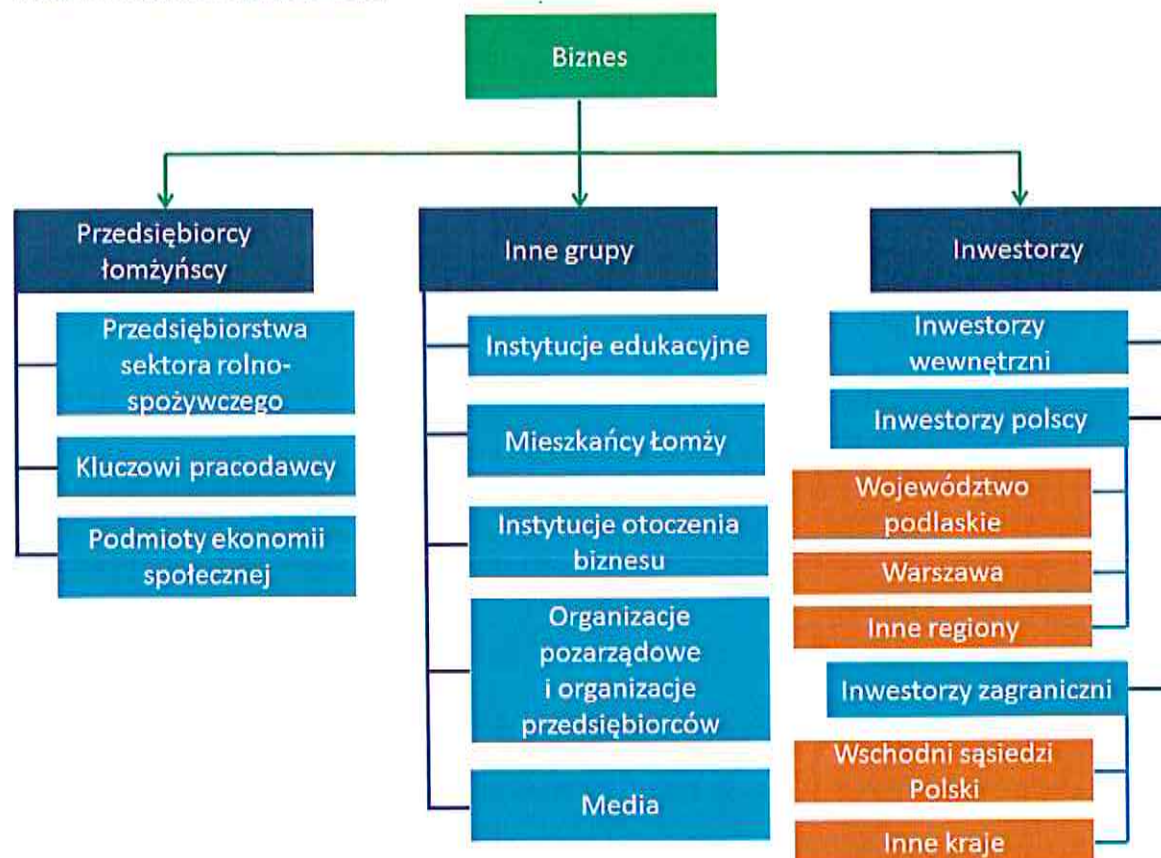 Biznes
Przedsiębiorcy
łomżyńscy
Przedsiębiorstwa
sektora rolno-
spożywczego
Kluczowi pracodawcy
Podmioty ekonomii
społecznej
Inne grupy
Instytucje edukacyjne
Mieszkańcy Łomży
Instytucje otoczenia
biznesu
Organizacje
pozarządowe
i organizacje
przedsiębiorców
Media
Inwestorzy
Inwestorzy
wewnętrzni
Inwestorzy polscy
Województwo
podlaskie
Warszawa
Inne regiony
Inwestorzy zagraniczni
Wschodni sąsiedzi
Polski
Inne kraje